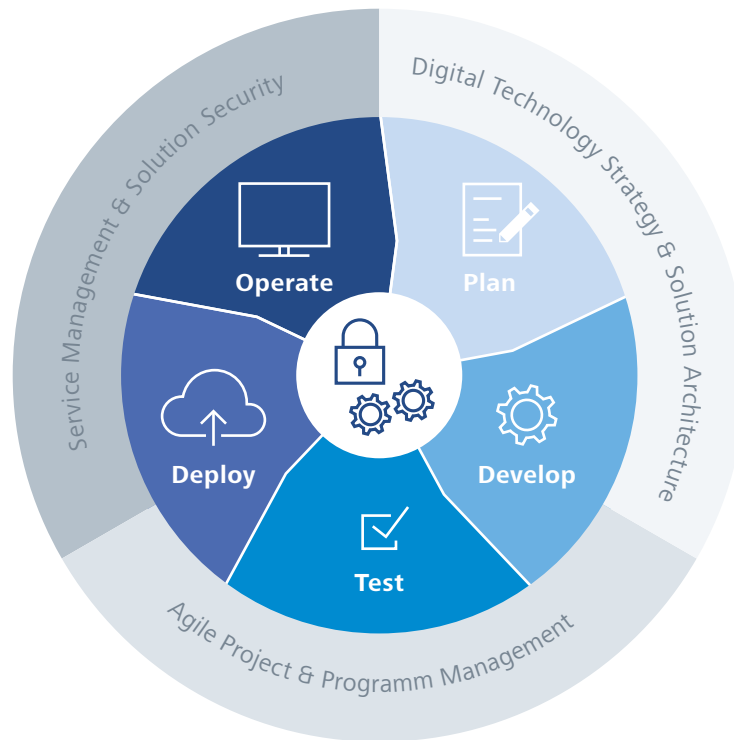 Digital Technology Strategy & Solution Architecture
Service Management & Solution Security
Agile Project & Programm Management
Operate
Plan
Deploy
Develop
Test